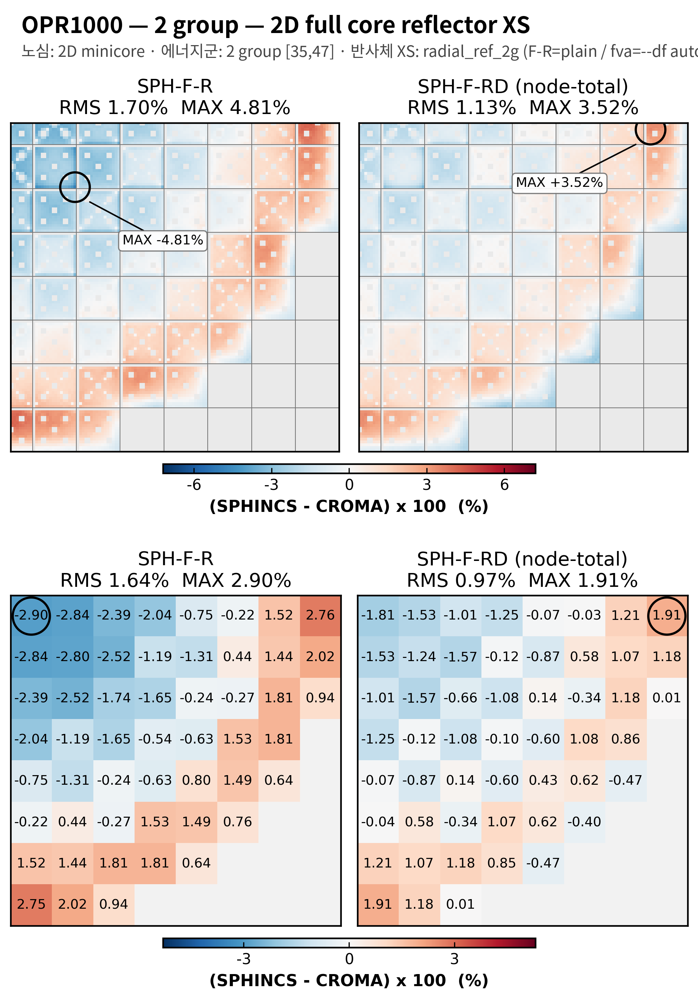 OPR1000 — 2 group — 2D full core reflector XS
노심: 2D minicore · 에너지군: 2 group [35,47] · 반사체 XS: radial_ref_2g (F-R=plain / fva=--df auto
SPH-F-R
RMS 1.70% MAX 4.81%
SPH-F-RD (node-total)
RMS 1.13% MAX 3.52%
MAX -4.81%
MAX +3.52%
-6 -3 0 3 6
(SPHINCS - CROMA) x 100 (%)
SPH-F-R
RMS 1.64% MAX 2.90%
-2.90 -2.84 -2.39 -2.04 -0.75 -0.22 1.52 2.76
-2.84 -2.80 -2.52 -1.19 -1.31 0.44 1.44 2.02
-2.39 -2.52 -1.74 -1.65 -0.24 -0.27 1.81 0.94
-2.04 -1.19 -1.65 -0.54 -0.63 1.53 1.81
-0.75 -1.31 -0.24 -0.63 0.80 1.49 0.64
-0.22 0.44 -0.27 1.53 1.49 0.76
1.52 1.44 1.81 1.81 0.64
2.75 2.02 0.94
SPH-F-RD (node-total)
RMS 0.97% MAX 1.91%
-1.81 -1.53 -1.01 -1.25 -0.07 -0.03 1.21 1.91
-1.53 -1.24 -1.57 -0.12 -0.87 0.58 1.07 1.18
-1.01 -1.57 -0.66 -1.08 0.14 -0.34 1.18 0.01
-1.25 -0.12 -1.08 -0.10 -0.60 1.08 0.86
-0.07 -0.87 0.14 -0.60 0.43 0.62 -0.47
-0.04 0.58 -0.34 1.07 0.62 -0.40
1.21 1.07 1.18 0.85 -0.47
1.91 1.18 0.01
-3 0 3
(SPHINCS - CROMA) x 100 (%)